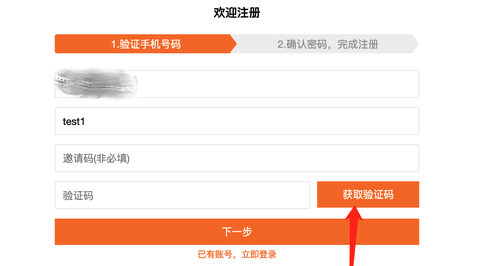 欢迎注册
1.验证手机号码
2.确认密码，完成注册
test1
邀请码(非必填)
验证码
获取验证码
下一步
已有账号，立即登录